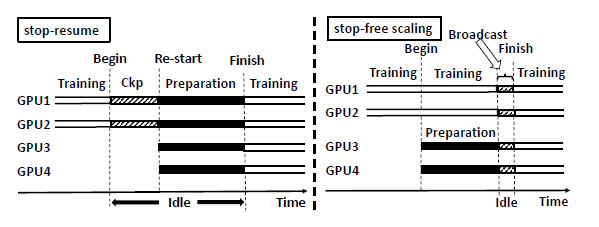 stop-resume
Begin Re-start Finish
Training Ckp Preparation Training
GPU1
GPU2
GPU3
GPU4
Idle Time
stop-free scaling
Broadcast
Begin Finish
Training Training Training
GPU1
GPU2
Preparation
GPU3
GPU4
Idle Time